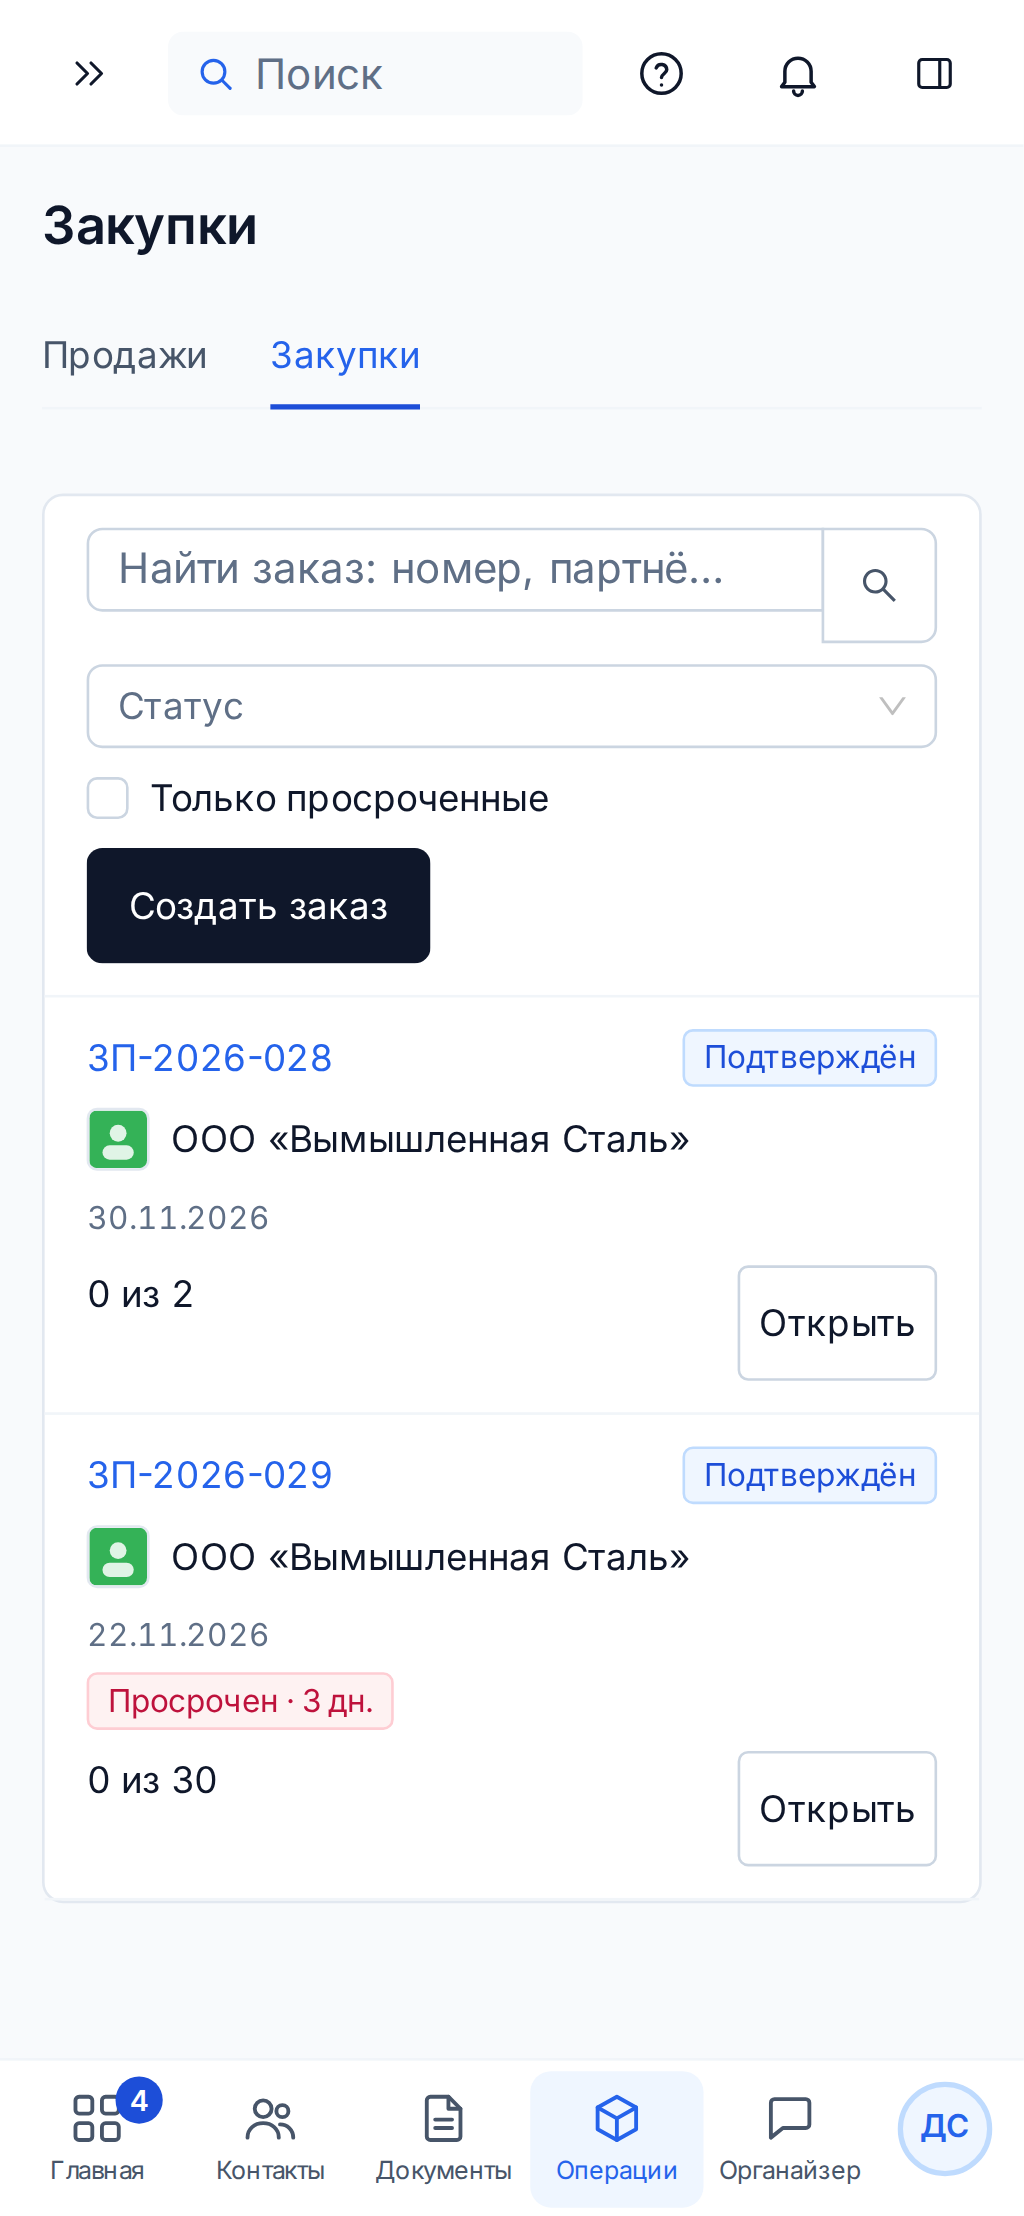 Поиск
Закупки
Продажи Закупки
Найти заказ: номер, партнё...
Статус
Только просроченные
Создать заказ
ЗП-2026-028 Подтверждён
ООО «Вымышленная Сталь»
30.11.2026
0 из 2 Открыть
ЗП-2026-029 Подтверждён
ООО «Вымышленная Сталь»
22.11.2026
Просрочен · 3 дн.
0 из 30 Открыть
4
ДС
Главная Контакты Документы Операции Органайзер